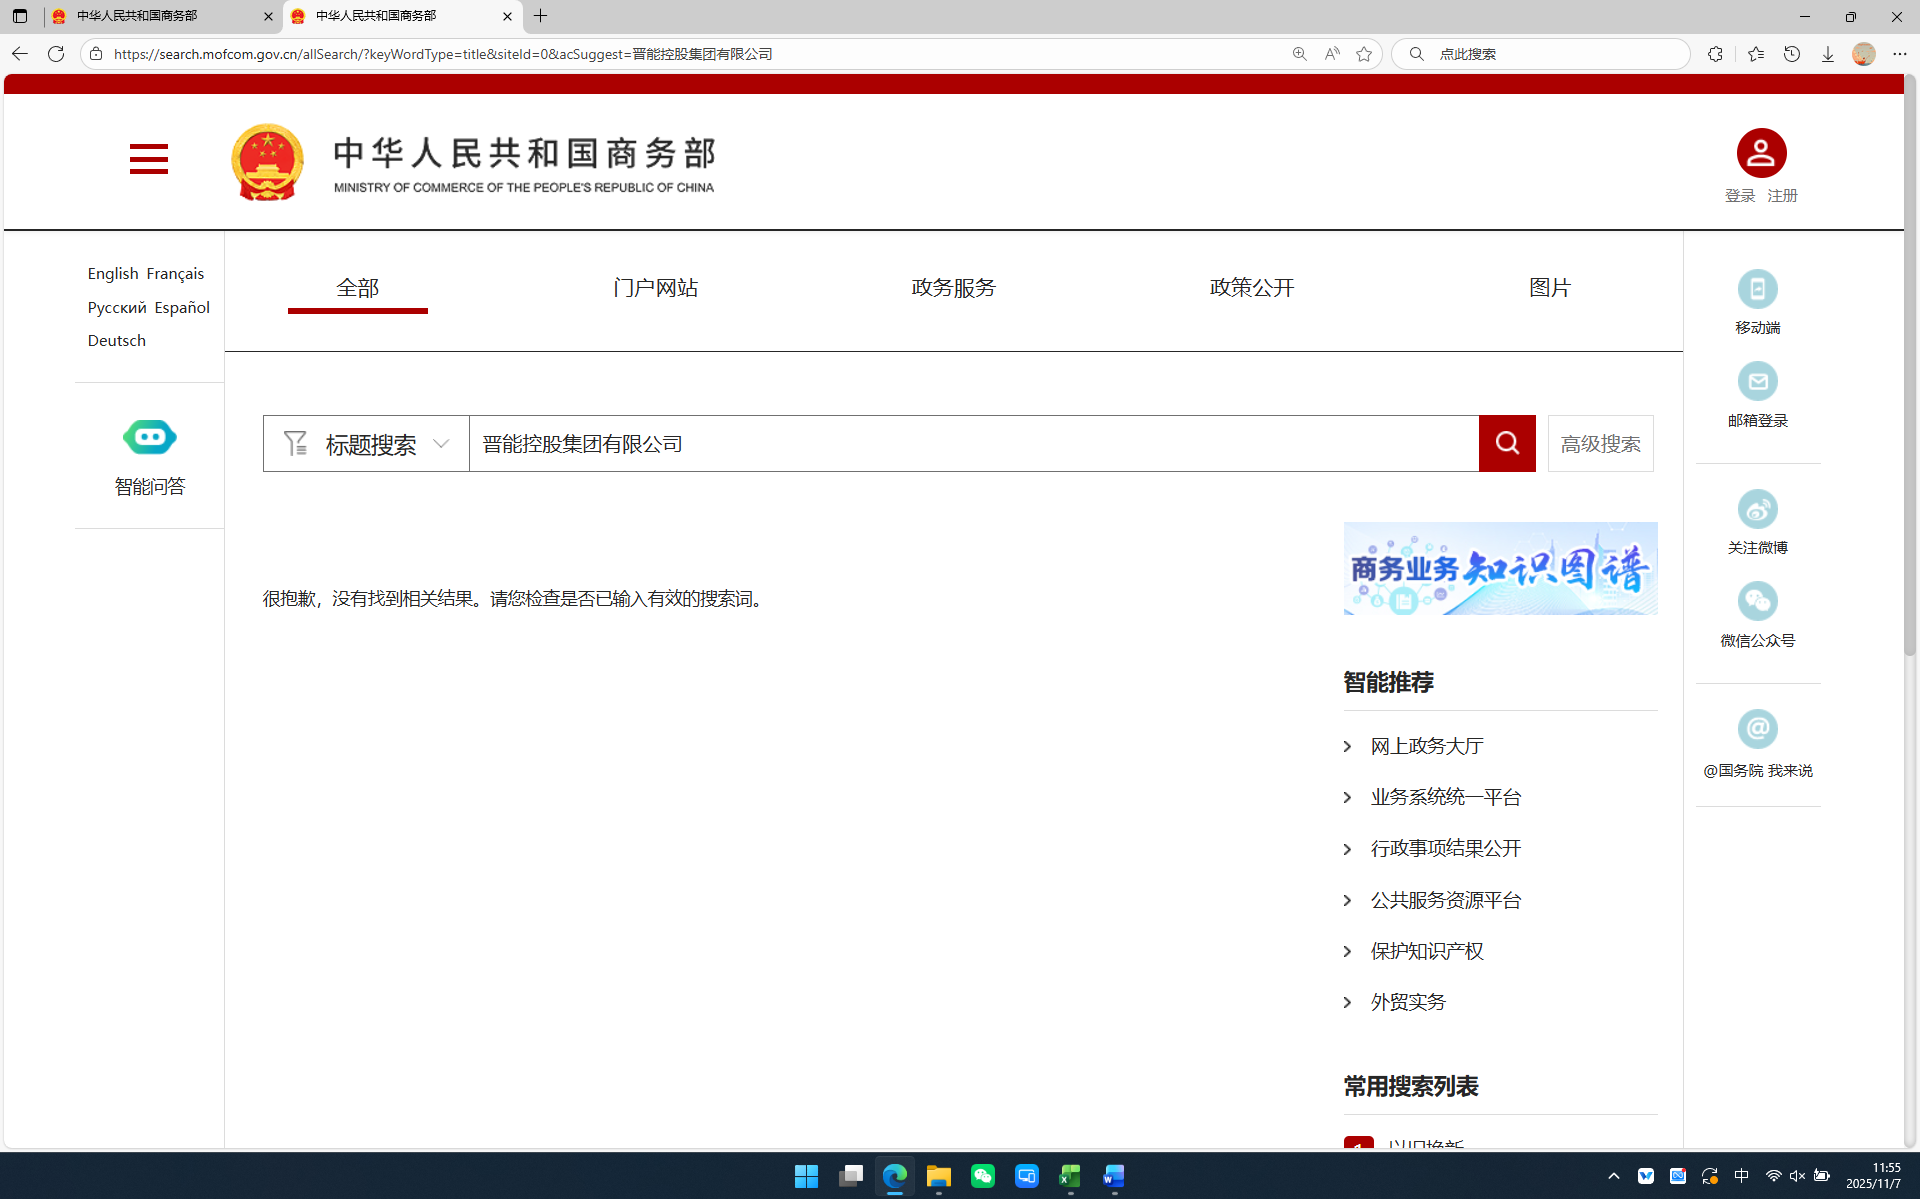 中华人民共和国商务部
中华人民共和国商务部
https://search.mofcom.gov.cn/allSearch/?keyWordType=title&siteId=0&acSuggest=晋能控股集团有限公司
点此搜索
中华人民共和国商务部
MINISTRY OF COMMERCE OF THE PEOPLE'S REPUBLIC OF CHINA
登录 注册
English Français
Русский Español
Deutsch
智能问答
全部
门户网站
政务服务
政策公开
图片
标题搜索
晋能控股集团有限公司
高级搜索
很抱歉，没有找到相关结果。请您检查是否已输入有效的搜索词。
商务业务知识图谱
智能推荐
网上政务大厅
业务系统统一平台
行政事项结果公开
公共服务资源平台
保护知识产权
外贸实务
常用搜索列表
1 以旧换新
移动端
邮箱登录
关注微博
微信公众号
@国务院 我来说
中
11:55
2025/11/7